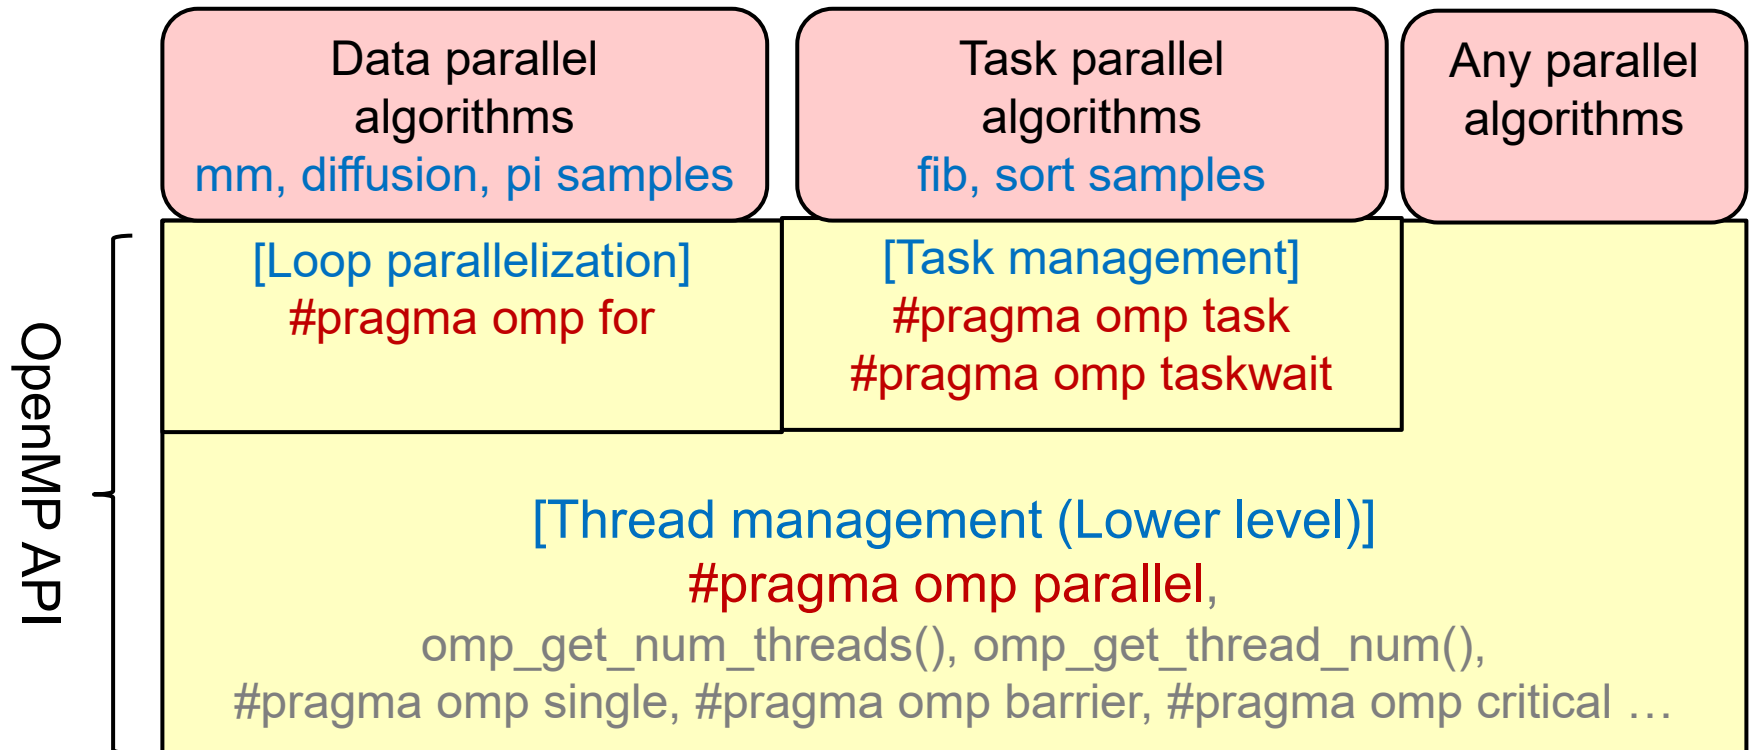 Data parallel
algorithms
mm, diffusion, pi samples
Task parallel
algorithms
fib, sort samples
Any parallel
algorithms
OpenMP API
[Loop parallelization]
#pragma omp for
[Task management]
#pragma omp task
#pragma omp taskwait
[Thread management (Lower level)]
#pragma omp parallel,
omp_get_num_threads(), omp_get_thread_num(),
#pragma omp single, #pragma omp barrier, #pragma omp critical …